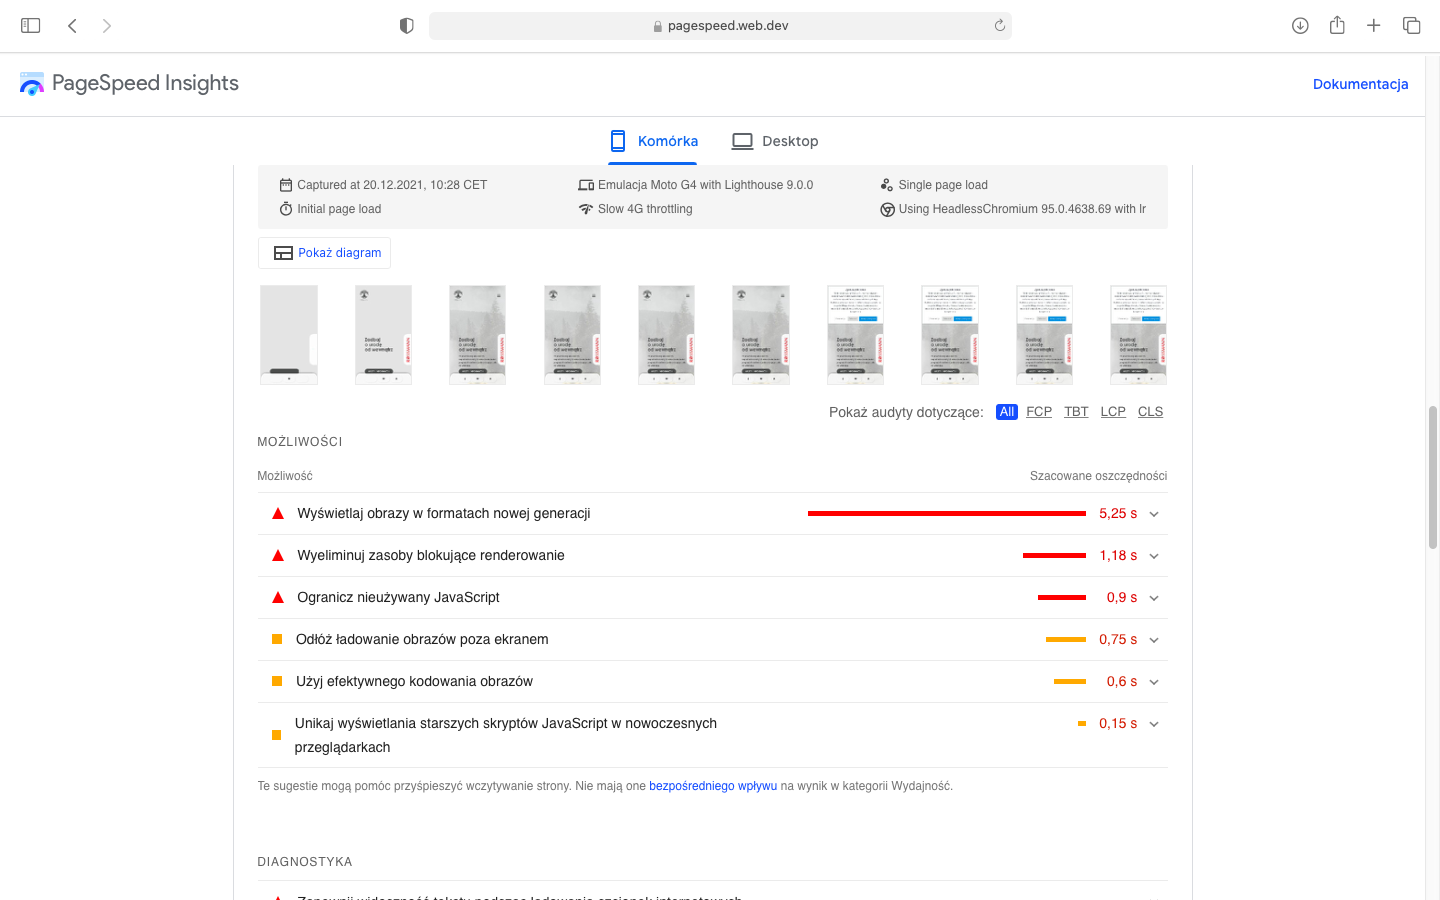 pagespeed.web.dev
PageSpeed Insights
Dokumentacja
Komórka
Desktop
Captured at 20.12.2021, 10:28 CET
Emulacja Moto G4 with Lighthouse 9.0.0
Single page load
Initial page load
Slow 4G throttling
Using HeadlessChromium 95.0.4638.69 with lr
Pokaż diagram
Zadbaj
o urodę
od wewnątrz
Pokaż audyty dotyczące: All FCP TBT LCP CLS
MOŻLIWOŚCI
Możliwość
Szacowane oszczędności
Wyświetlaj obrazy w formatach nowej generacji 5,25 s
Wyeliminuj zasoby blokujące renderowanie 1,18 s
Ogranicz nieużywany JavaScript 0,9 s
Odłóż ładowanie obrazów poza ekranem 0,75 s
Użyj efektywnego kodowania obrazów 0,6 s
Unikaj wyświetlania starszych skryptów JavaScript w nowoczesnych 0,15 s
przeglądarkach
Te sugestie mogą pomóc przyśpieszyć wczytywanie strony. Nie mają one bezpośredniego wpływu na wynik w kategorii Wydajność.
DIAGNOSTYKA